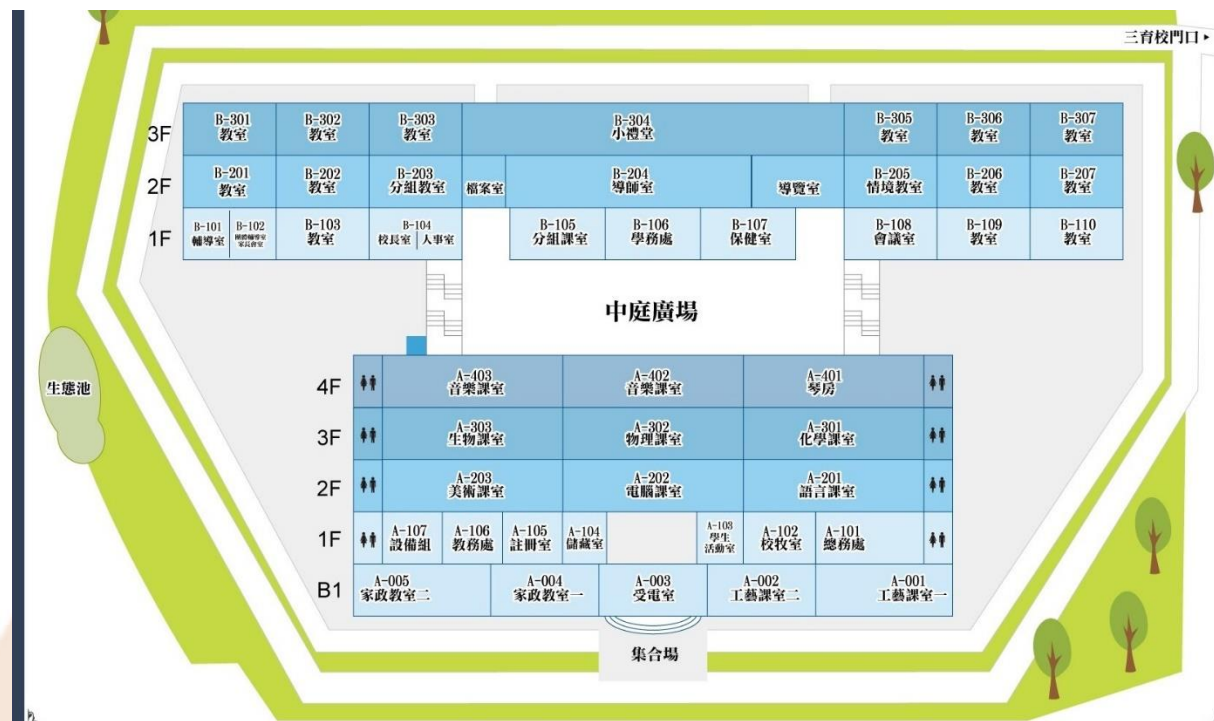 三育校門口
3F
B-301
教室
B-302
教室
B-303
教室
B-304
小禮堂
B-305
教室
B-306
教室
B-307
教室
2F
B-201
教室
B-202
教室
B-203
分組教室
檔案室
B-204
導師室
導覽室
B-205
情境教室
B-206
教室
B-207
教室
1F
B-101
輔導室
B-102
團體輔導室
家長會室
B-103
教室
B-104
校長室 | 人事室
B-105
分組課室
B-106
學務處
B-107
保健室
B-108
會議室
B-109
教室
B-110
教室
中庭廣場
生態池
4F
A-403
音樂課室
A-402
音樂課室
A-401
琴房
3F
A-303
生物課室
A-302
物理課室
A-301
化學課室
2F
A-203
美術課室
A-202
電腦課室
A-201
語言課室
1F
A-107
設備組
A-106
教務處
A-105
註冊室
A-104
儲藏室
A-103
學生
活動室
A-102
校牧室
A-101
總務處
B1
A-005
家政教室二
A-004
家政教室一
A-003
受電室
A-002
工藝課室二
A-001
工藝課室一
集合場